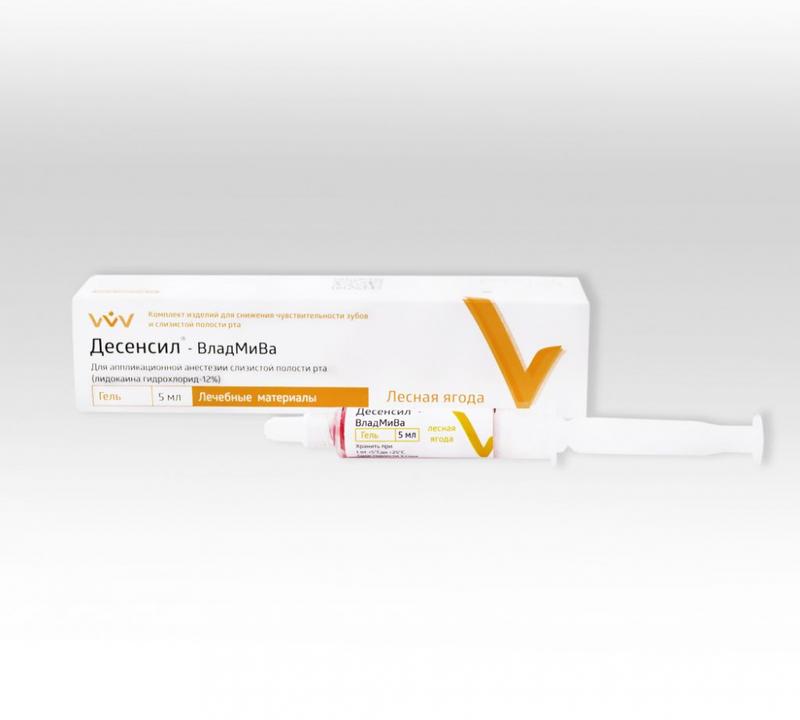 Комплект изделий для снижения чувствительности зубов
и слизистой полости рта
Десенсил® - ВладМиВа
Для аппликационной анестезии слизистой полости рта
(лидокаина гидрохлорид-12%)
Гель 5 мл Лечебные материалы
Лесная ягода
Десенсил -
ВладМиВа
Гель 5 мл
лесная
ягода
Хранить при